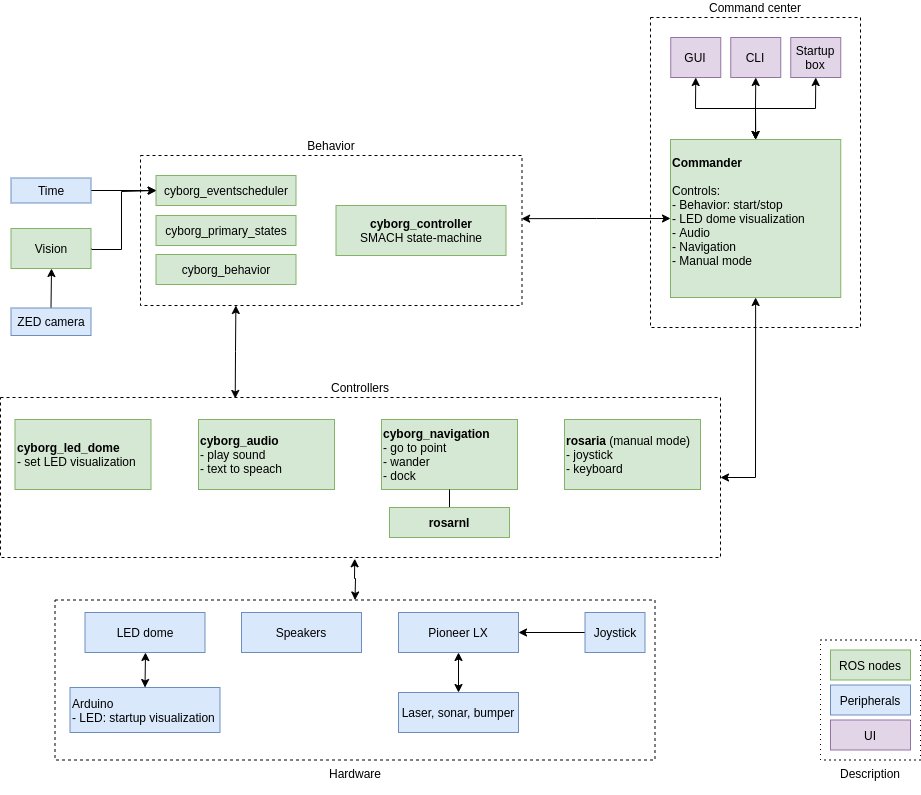 Command center
GUI
CLI
Startup
box
Commander
Controls:
- Behavior: start/stop
- LED dome visualization
- Audio
- Navigation
- Manual mode
Behavior
Time
Vision
ZED camera
cyborg_eventscheduler
cyborg_primary_states
cyborg_behavior
cyborg_controller
SMACH state-machine
Controllers
cyborg_led_dome
- set LED visualization
cyborg_audio
- play sound
- text to speach
cyborg_navigation
- go to point
- wander
- dock
rosarnl
rosaria (manual mode)
- joystick
- keyboard
LED dome
Speakers
Pioneer LX
Joystick
Arduino
- LED: startup visualization
Laser, sonar, bumper
Hardware
ROS nodes
Peripherals
UI
Description